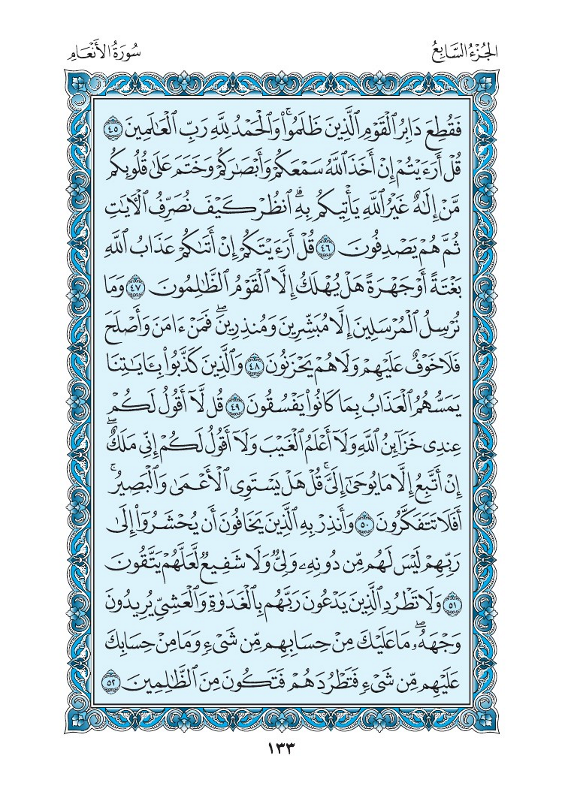 الجُزْءُ السَّابِعُ
سُورَةُ الأَنْعَامِ
فَقُطِعَ دَابِرُ ٱلْقَوْمِ ٱلَّذِينَ ظَلَمُوا۟ۚ وَٱلْحَمْدُ لِلَّهِ رَبِّ ٱلْعَٰلَمِينَ ٤٥
قُلْ أَرَءَيْتُمْ إِنْ أَخَذَ ٱللَّهُ سَمْعَكُمْ وَأَبْصَٰرَكُمْ وَخَتَمَ عَلَىٰ قُلُوبِكُم
مَّنْ إِلَٰهٌ غَيْرُ ٱللَّهِ يَأْتِيكُم بِهِۗ ٱنظُرْ كَيْفَ نُصَرِّفُ ٱلْءَايَٰتِ
ثُمَّ هُمْ يَصْدِفُونَ ٤٦ قُلْ أَرَءَيْتَكُمْ إِنْ أَتَىٰكُمْ عَذَابُ ٱللَّهِ
بَغْتَةً أَوْ جَهْرَةً هَلْ يُهْلَكُ إِلَّا ٱلْقَوْمُ ٱلظَّٰلِمُونَ ٤٧ وَمَا
نُرْسِلُ ٱلْمُرْسَلِينَ إِلَّا مُبَشِّرِينَ وَمُنذِرِينَۖ فَمَنْ ءَامَنَ وَأَصْلَحَ
فَلَا خَوْفٌ عَلَيْهِمْ وَلَا هُمْ يَحْزَنُونَ ٤٨ وَٱلَّذِينَ كَذَّبُوا۟ بِـَٔايَٰتِنَا
يَمَسُّهُمُ ٱلْعَذَابُ بِمَا كَانُوا۟ يَفْسُقُونَ ٤٩ قُل لَّآ أَقُولُ لَكُمْ
عِندِى خَزَآئِنُ ٱللَّهِ وَلَآ أَعْلَمُ ٱلْغَيْبَ وَلَآ أَقُولُ لَكُمْ إِنِّى مَلَكٌۖ
إِنْ أَتَّبِعُ إِلَّا مَا يُوحَىٰٓ إِلَىَّۚ قُلْ هَلْ يَسْتَوِى ٱلْأَعْمَىٰ وَٱلْبَصِيرُۚ
أَفَلَا تَتَفَكَّرُونَ ٥٠ وَأَنذِرْ بِهِ ٱلَّذِينَ يَخَافُونَ أَن يُحْشَرُوٓا۟ إِلَىٰ
رَبِّهِمْۙ لَيْسَ لَهُم مِّن دُونِهِۦ وَلِىٌّ وَلَا شَفِيعٌ لَّعَلَّهُمْ يَتَّقُونَ
٥١ وَلَا تَطْرُدِ ٱلَّذِينَ يَدْعُونَ رَبَّهُم بِٱلْغَدَوٰةِ وَٱلْعَشِىِّ يُرِيدُونَ
وَجْهَهُۥۖ مَا عَلَيْكَ مِنْ حِسَابِهِم مِّن شَىْءٍ وَمَا مِنْ حِسَابِكَ
عَلَيْهِم مِّن شَىْءٍ فَتَطْرُدَهُمْ فَتَكُونَ مِنَ ٱلظَّٰلِمِينَ ٥٢
١٣٣